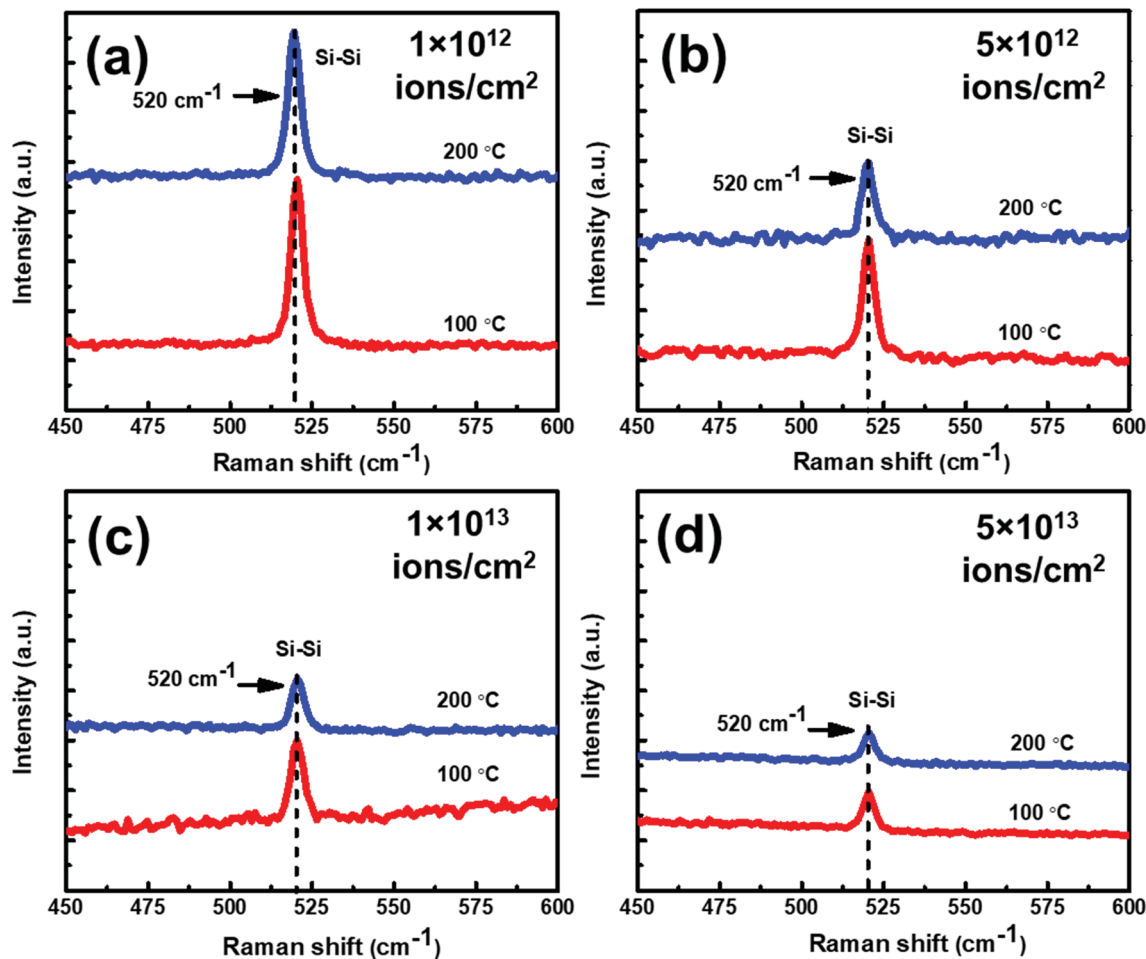 (a)
1×10¹²
ions/cm²
Si-Si
520 cm⁻¹
200 °C
100 °C
Intensity (a.u.)
450 475 500 525 550 575 600
Raman shift (cm⁻¹)
(b)
5×10¹²
ions/cm²
Si-Si
520 cm⁻¹
200 °C
100 °C
Intensity (a.u.)
450 475 500 525 550 575 600
Raman shift (cm⁻¹)
(c)
1×10¹³
ions/cm²
Si-Si
520 cm⁻¹
200 °C
100 °C
Intensity (a.u.)
450 475 500 525 550 575 600
Raman shift (cm⁻¹)
(d)
5×10¹³
ions/cm²
Si-Si
520 cm⁻¹
200 °C
100 °C
Intensity (a.u.)
450 475 500 525 550 575 600
Raman shift (cm⁻¹)